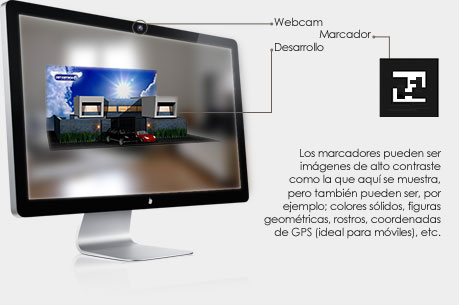 Webcam
Marcador
Desarrollo
Los marcadores pueden ser
imágenes de alto contraste
como la que aquí se muestra,
pero también pueden ser, por
ejemplo; colores sólidos, figuras
geométricas, rostros, coordenadas
de GPS (ideal para móviles), etc.